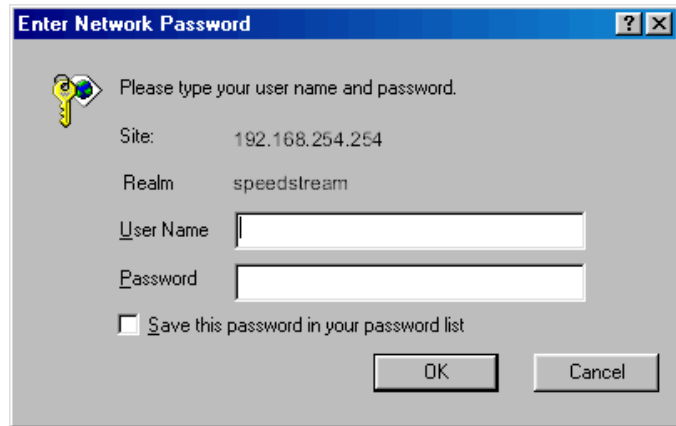 Enter Network Password
Please type your user name and password.
Site: 192.168.254.254
Realm speedstream
User Name
Password
Save this password in your password list
OK Cancel